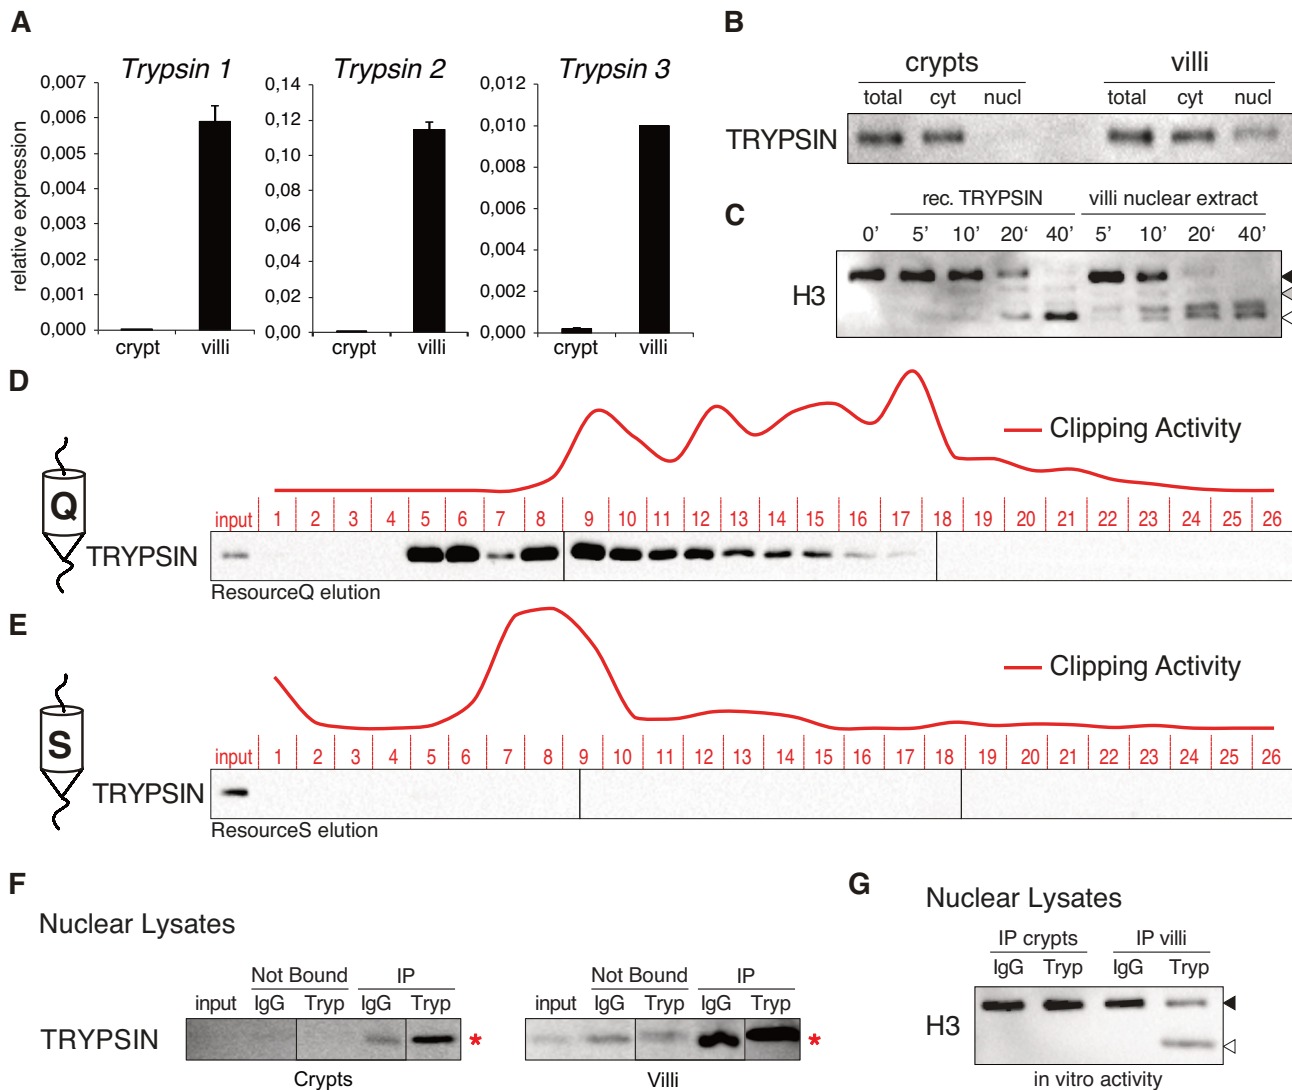 A
Trypsin 1
Trypsin 2
Trypsin 3
relative expression
0,007
0,006
0,005
0,004
0,003
0,002
0,001
0,000
crypt villi
0,14
0,12
0,10
0,08
0,06
0,04
0,02
0,00
crypt villi
0,012
0,010
0,008
0,006
0,004
0,002
0,000
crypt villi
B
crypts villi
total cyt nucl total cyt nucl
TRYPSIN
C
rec. TRYPSIN villi nuclear extract
0’ 5’ 10’ 20‘ 40’ 5’ 10’ 20‘ 40’
H3
D
Clipping Activity
Q
input 1 2 3 4 5 6 7 8 9 10 11 12 13 14 15 16 17 18 19 20 21 22 23 24 25 26
TRYPSIN
ResourceQ elution
E
Clipping Activity
S
input 1 2 3 4 5 6 7 8 9 10 11 12 13 14 15 16 17 18 19 20 21 22 23 24 25 26
TRYPSIN
ResourceS elution
F
Nuclear Lysates
Not Bound IP Not Bound IP
input IgG Tryp IgG Tryp input IgG Tryp IgG Tryp
TRYPSIN * *
Crypts Villi
G
Nuclear Lysates
IP crypts IP villi
IgG Tryp IgG Tryp
H3
in vitro activity